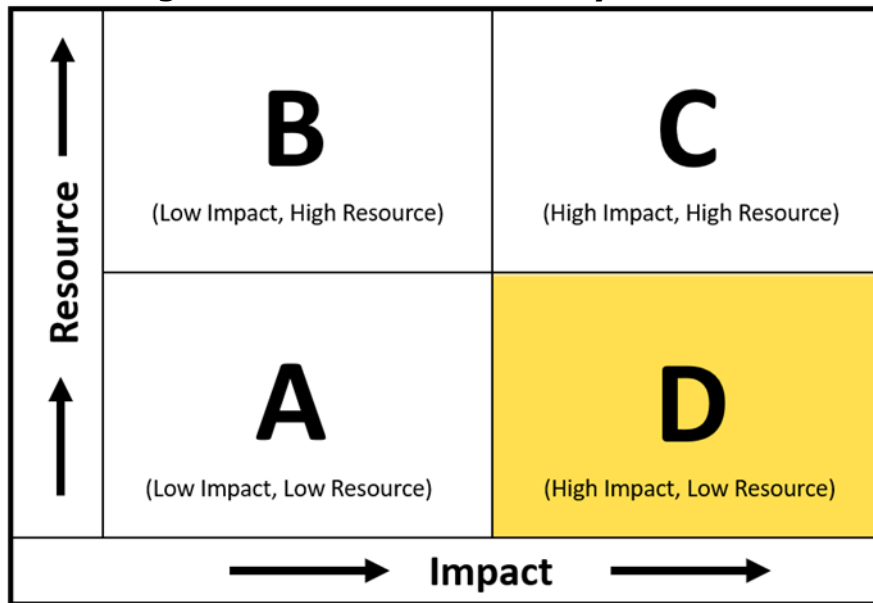 B
(Low Impact, High Resource)
C
(High Impact, High Resource)
Resource
A
(Low Impact, Low Resource)
D
(High Impact, Low Resource)
Impact